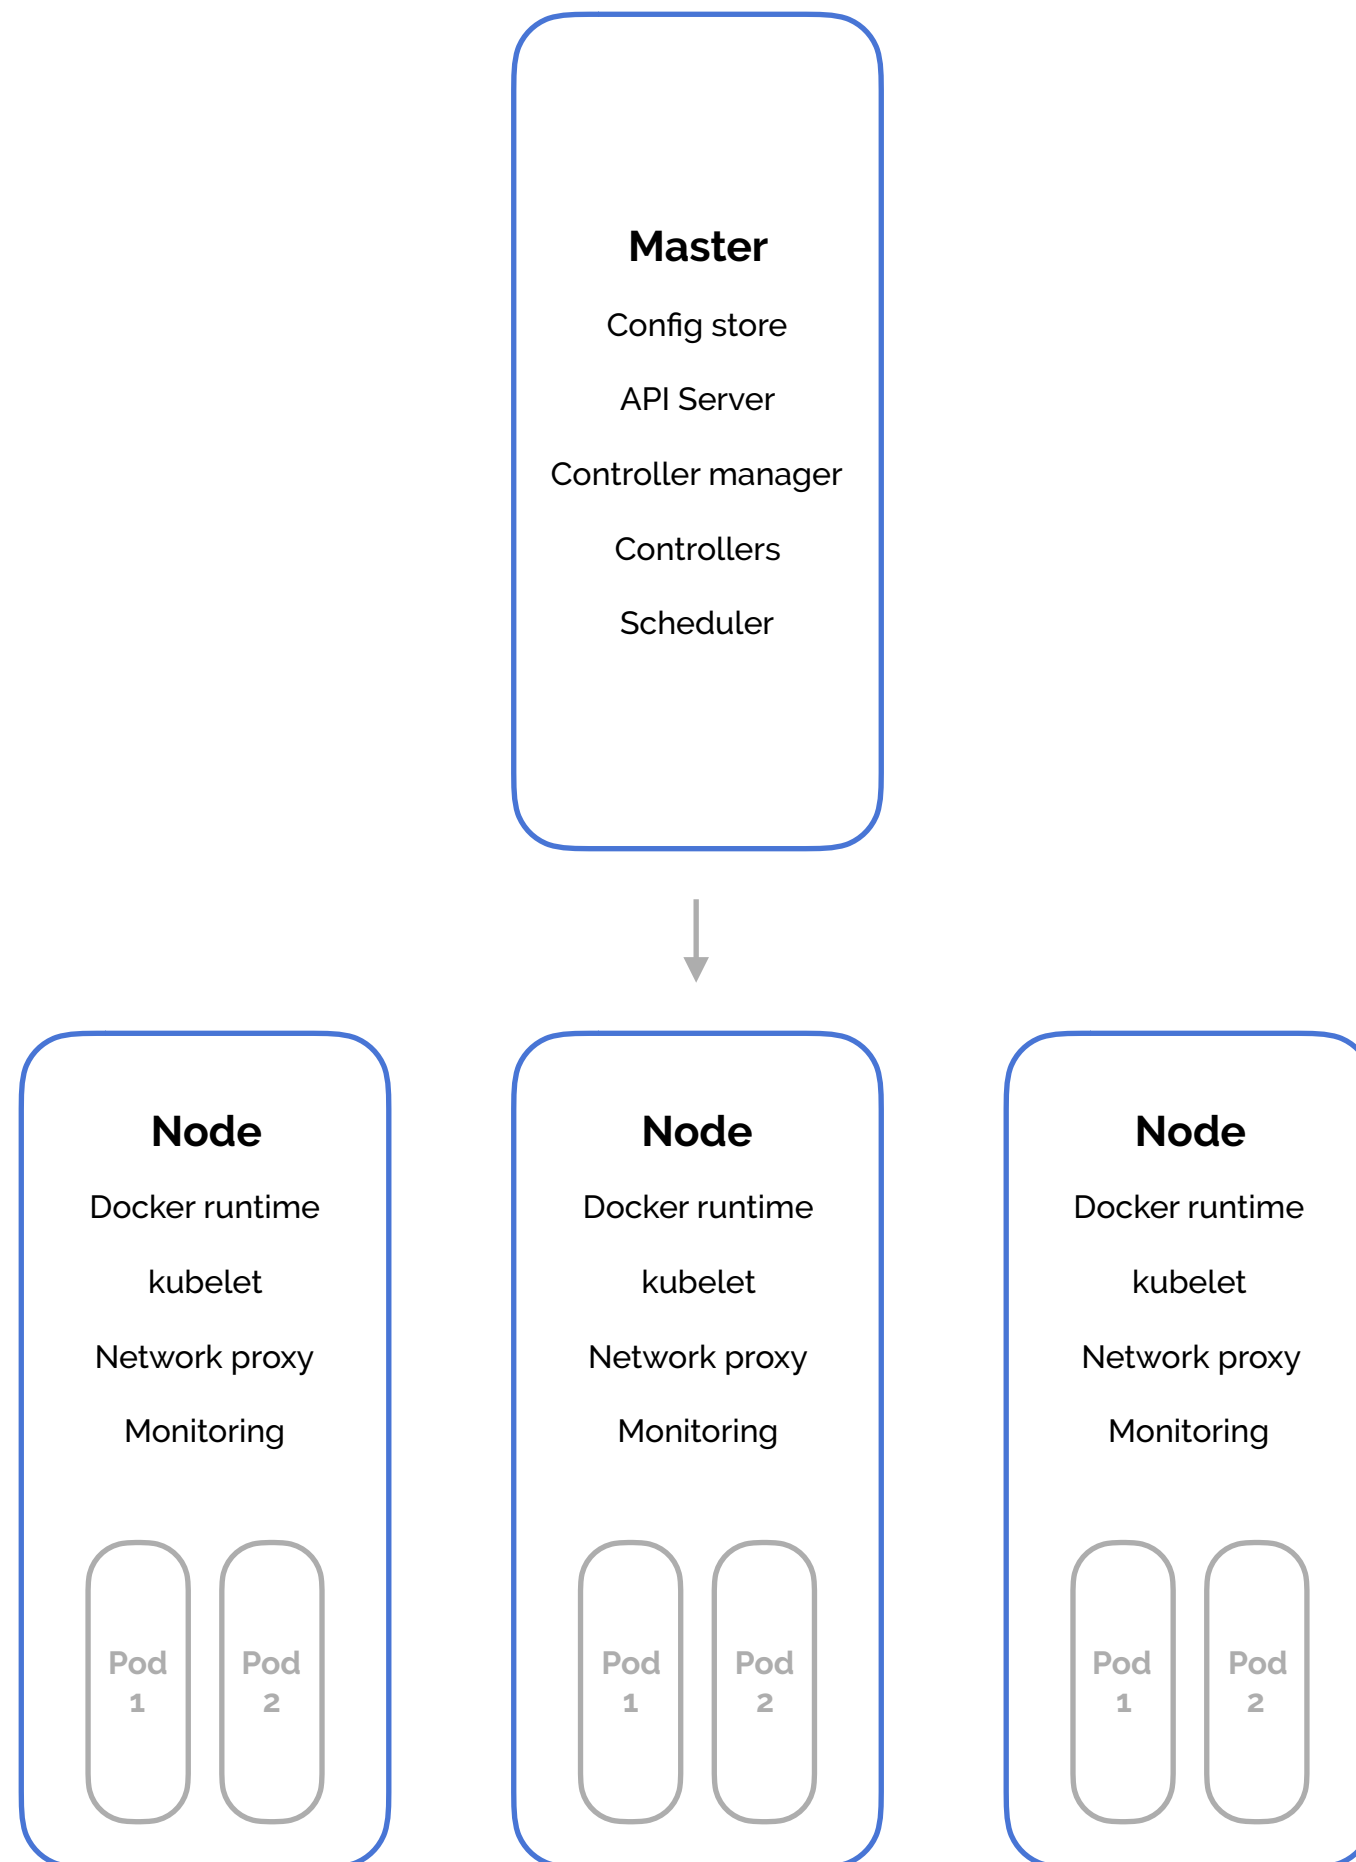 Master
Config store
API Server
Controller manager
Controllers
Scheduler
Node
Docker runtime
kubelet
Network proxy
Monitoring
Pod
1
Pod
2
Node
Docker runtime
kubelet
Network proxy
Monitoring
Pod
1
Pod
2
Node
Docker runtime
kubelet
Network proxy
Monitoring
Pod
1
Pod
2